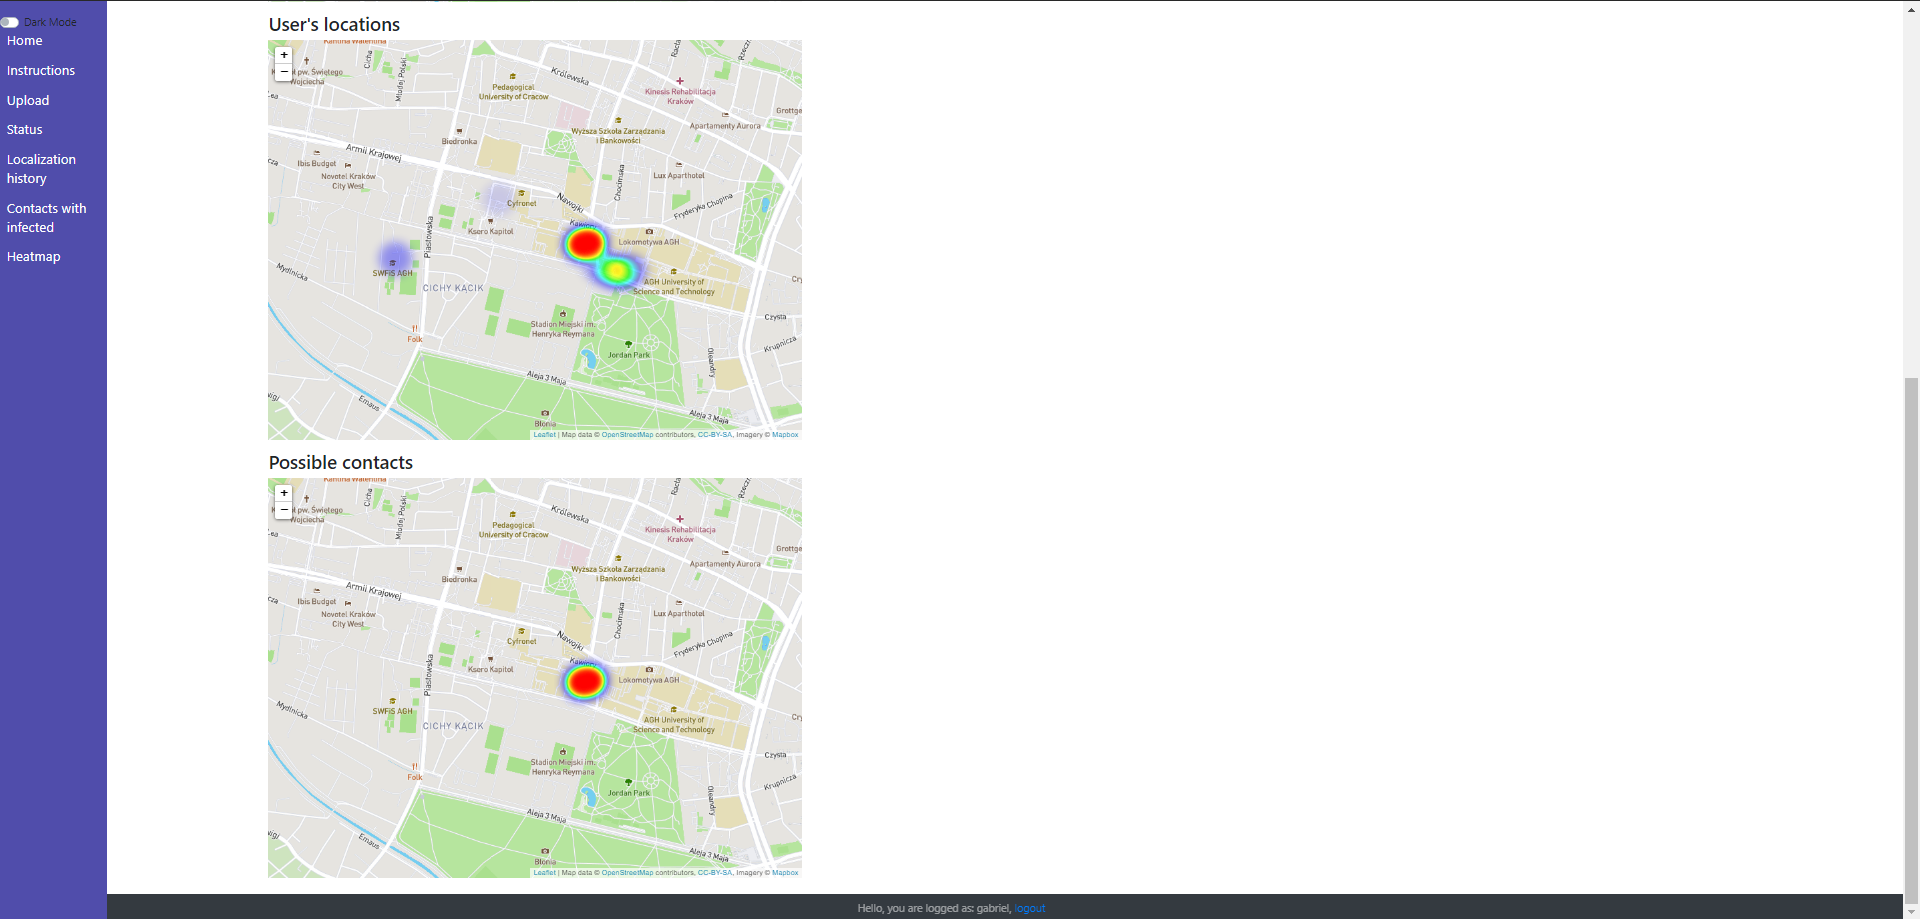 Dark Mode
Home
Instructions
Upload
Status
Localization
history
Contacts with
infected
Heatmap
User's locations
+
−
Kantina Walentina
Cicha
Młodej Polski
pw. Świętego
Wojciecha
Pedagogical
University of Cracow
Królewska
Kinesis Rehabilitacja
Kraków
Apartamenty Aurora
Wyższa Szkoła Zarządzania
i Bankowości
Biedronka
Armii Krajowej
Ibis Budget
Novotel Kraków
City West
Lux Aparthotel
Chocimska
Cyfronet
Nawojki
Fryderyka Chopina
Kawiory
Ksero Kapitol
Piastowska
Lokomotywa AGH
Mydlnicka
SWFiS AGH
CICHY KĄCIK
AGH University of
Science and Technology
Stadion Miejski im.
Henryka Reymana
Czysta
Krupnicza
Folk
Jordan Park
Oleandry
Aleja 3 Maja
Emaus
Błonia
Aleja 3 Maja
Leaflet | Map data © OpenStreetMap contributors, CC-BY-SA, Imagery © Mapbox
Possible contacts
+
−
Kantina Walentina
Cicha
Młodej Polski
pw. Świętego
Wojciecha
Pedagogical
University of Cracow
Królewska
Kinesis Rehabilitacja
Kraków
Apartamenty Aurora
Wyższa Szkoła Zarządzania
i Bankowości
Biedronka
Armii Krajowej
Ibis Budget
Novotel Kraków
City West
Lux Aparthotel
Chocimska
Cyfronet
Nawojki
Fryderyka Chopina
Kawiory
Ksero Kapitol
Piastowska
Lokomotywa AGH
Mydlnicka
SWFiS AGH
CICHY KĄCIK
AGH University of
Science and Technology
Stadion Miejski im.
Henryka Reymana
Czysta
Krupnicza
Folk
Jordan Park
Oleandry
Aleja 3 Maja
Emaus
Błonia
Aleja 3 Maja
Leaflet | Map data © OpenStreetMap contributors, CC-BY-SA, Imagery © Mapbox
Hello, you are logged as: gabriel, logout